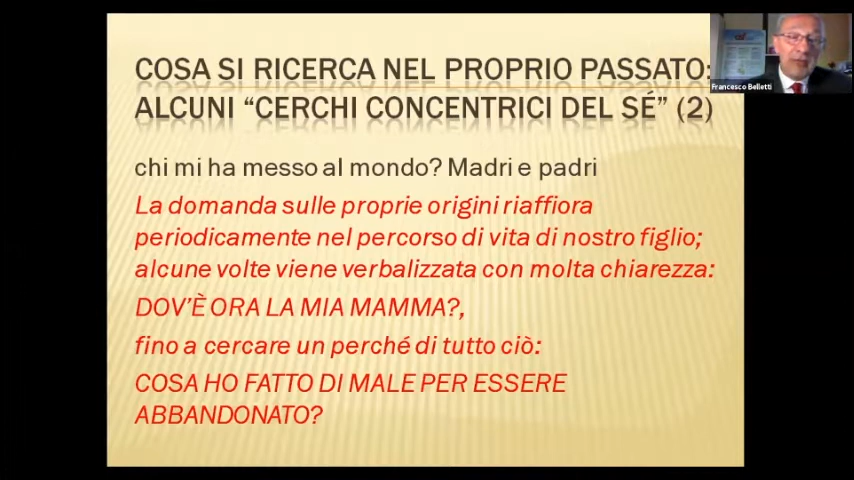 COSA SI RICERCA NEL PROPRIO PASSATO:
ALCUNI “CERCHI CONCENTRICI DEL SÉ” (2)
Francesco Belletti
chi mi ha messo al mondo? Madri e padri
La domanda sulle proprie origini riaffiora
periodicamente nel percorso di vita di nostro figlio;
alcune volte viene verbalizzata con molta chiarezza:
DOV’È ORA LA MIA MAMMA?,
fino a cercare un perché di tutto ciò:
COSA HO FATTO DI MALE PER ESSERE
ABBANDONATO?